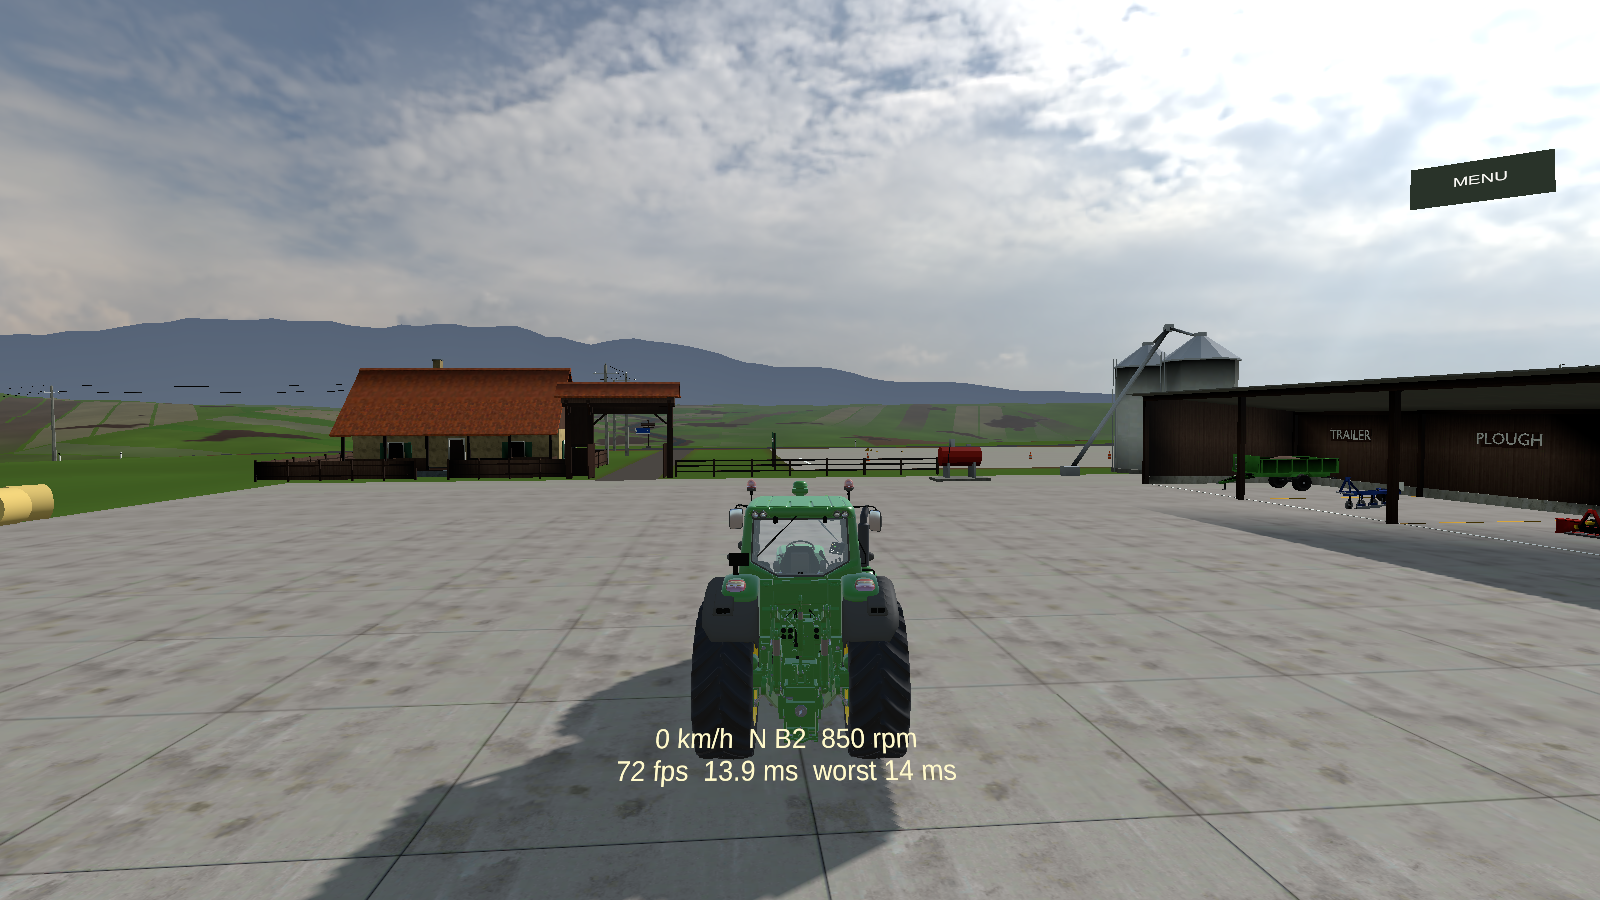 MENU
TRAILER
PLOUGH
0 km/h N B2 850 rpm
72 fps 13.9 ms worst 14 ms